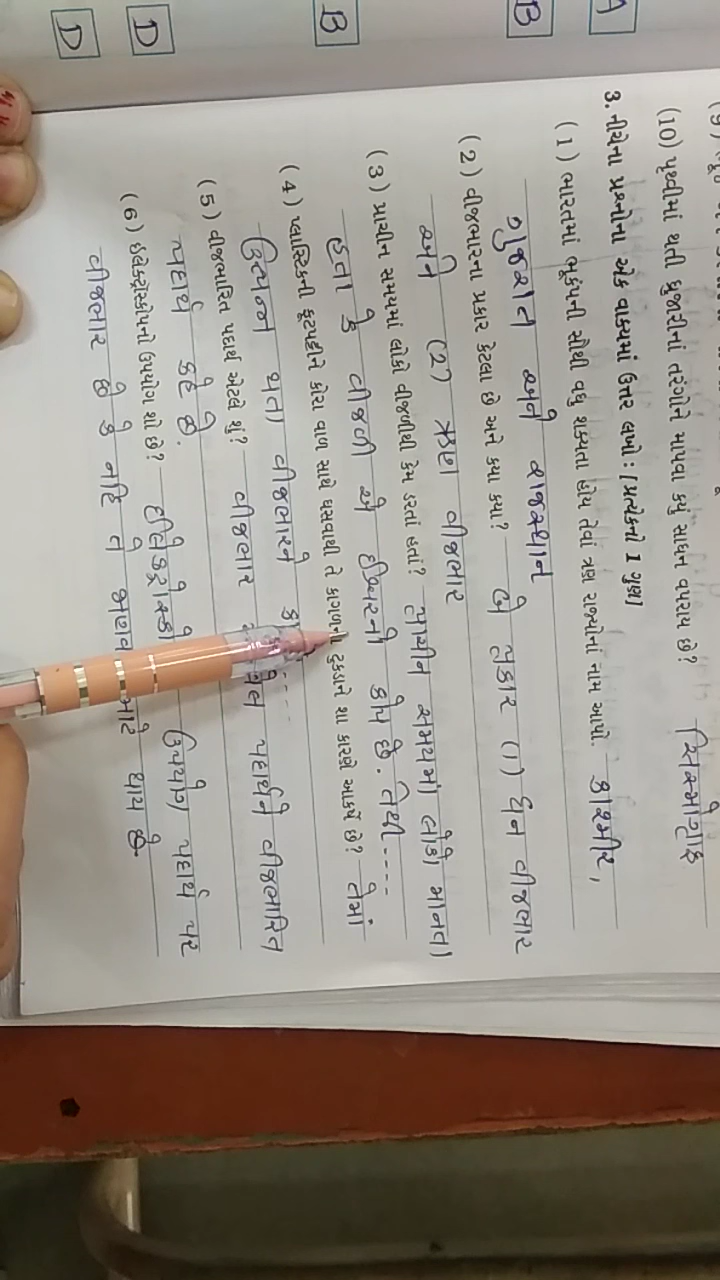 A
B
B
D
D
(10) પૃથ્વીમાં થતી ધ્રુજારીનાં તરંગોને માપવા કયું સાધન વપરાય છે? સિસ્મોગ્રાફ
3. નીચેના પ્રશ્નોના એક વાક્યમાં ઉત્તર લખો : [પ્રત્યેકનો 1 ગુણ]
(1) ભારતમાં ભૂકંપની સૌથી વધુ શક્યતા હોય તેવાં ત્રણ રાજ્યોનાં નામ આપો. કાશ્મીર,
ગુજરાત અને રાજસ્થાન
(2) વીજભારના પ્રકાર કેટલા છે અને કયા કયા? બે પ્રકાર (1) ધન વીજભાર
અને (2) ઋણ વીજભાર
(3) પ્રાચીન સમયમાં લોકો વીજળીથી કેમ ડરતાં હતાં? પ્રાચીન સમયમાં લોકો માનતા
હતા કે વીજળી એ ઈશ્વરનો કોપ છે. તેથી ----
(4) પ્લાસ્ટિકની ફૂટપટ્ટીને કોરા વાળ સાથે ઘસવાથી તે કાગળના ટુકડાને શા કારણે આકર્ષે છે? તેમાં
ઉત્પન્ન થતા વીજભારને ----
(5) વીજભારિત પદાર્થ એટલે શું? વીજભાર પદાર્થને વીજભારિત
પદાર્થ કહે છે.
(6) ઇલેક્ટ્રોસ્કોપનો ઉપયોગ શો છે? ઉપયોગ પદાર્થ પર
વીજભાર છે કે નહિ તે માટે થાય છે